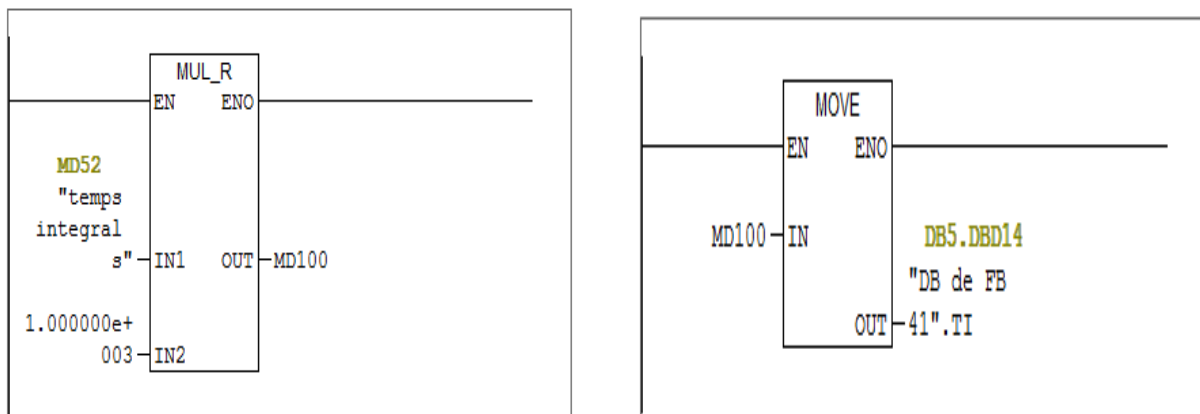 MUL_R
EN ENO
MD52
"temps
integral
s" IN1 OUT MD100
1.000000e+
003 IN2
MOVE
EN ENO
MD100 IN DB5.DBD14
"DB de FB
OUT 41".TI